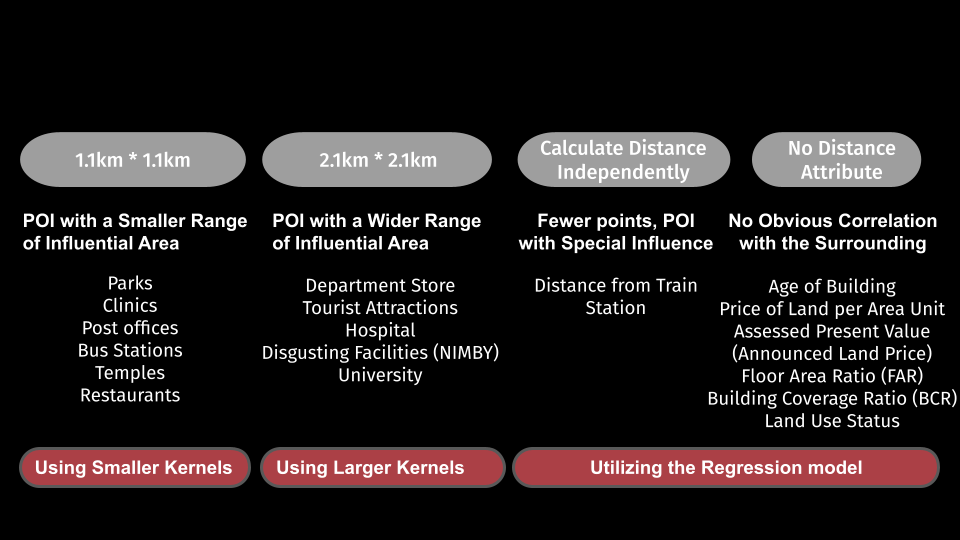 1.1km * 1.1km
2.1km * 2.1km
Calculate Distance
Independently
No Distance
Attribute
POI with a Smaller Range
of Influential Area
POI with a Wider Range
of Influential Area
Fewer points, POI
with Special Influence
No Obvious Correlation
with the Surrounding
Parks
Clinics
Post offices
Bus Stations
Temples
Restaurants
Department Store
Tourist Attractions
Hospital
Disgusting Facilities (NIMBY)
University
Distance from Train
Station
Age of Building
Price of Land per Area Unit
Assessed Present Value
(Announced Land Price)
Floor Area Ratio (FAR)
Building Coverage Ratio (BCR)
Land Use Status
Using Smaller Kernels
Using Larger Kernels
Utilizing the Regression model